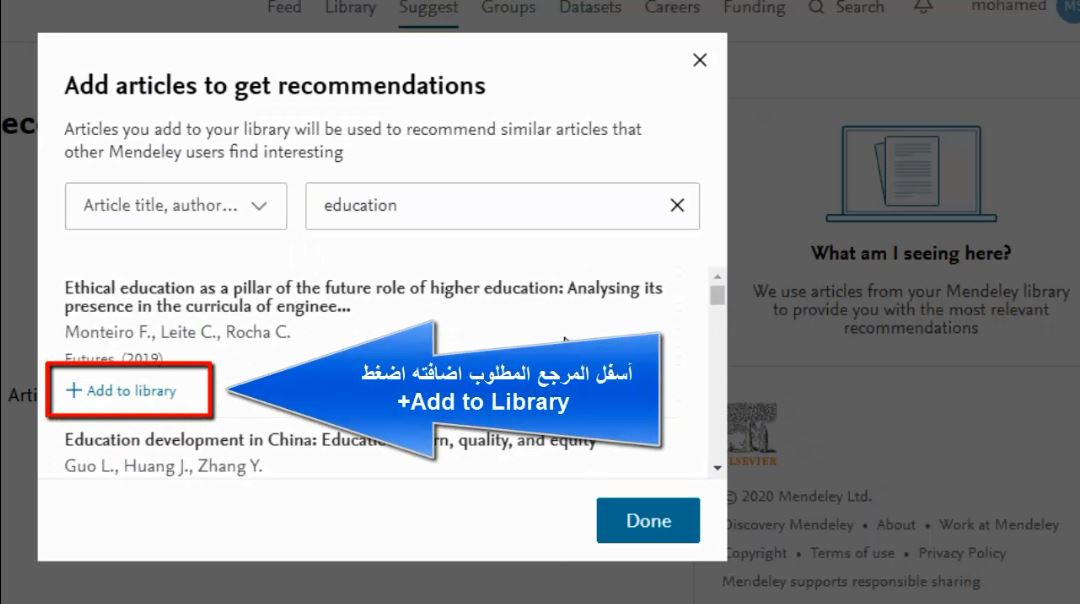 Feed Library Suggest Groups Datasets Careers Funding Search mohamed MS
Add articles to get recommendations
Articles you add to your library will be used to recommend similar articles that
other Mendeley users find interesting
Article title, author...
education
Ethical education as a pillar of the future role of higher education: Analysing its
presence in the curricula of enginee...
Monteiro F., Leite C., Rocha C.
Futures (2019)
+ Add to library
أسفل المرجع المطلوب اضافته اضغط
+Add to Library
Education development in China: quality, and equity
Guo L., Huang J., Zhang Y.
Done
What am I seeing here?
We use articles from your Mendeley library
to provide you with the most relevant
recommendations
ELSEVIER
© 2020 Mendeley Ltd.
Discovery Mendeley • About • Work at Mendeley
Copyright • Terms of use • Privacy Policy
Mendeley supports responsible sharing